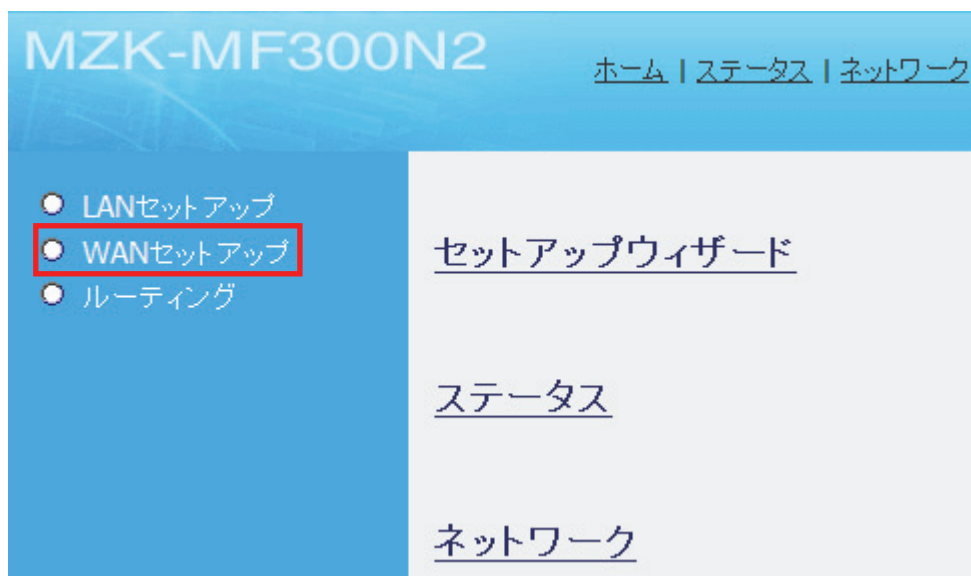 MZK-MF300N2
ホーム | ステータス | ネットワーク
LANセットアップ
WANセットアップ
ルーティング
セットアップウィザード
ステータス
ネットワーク